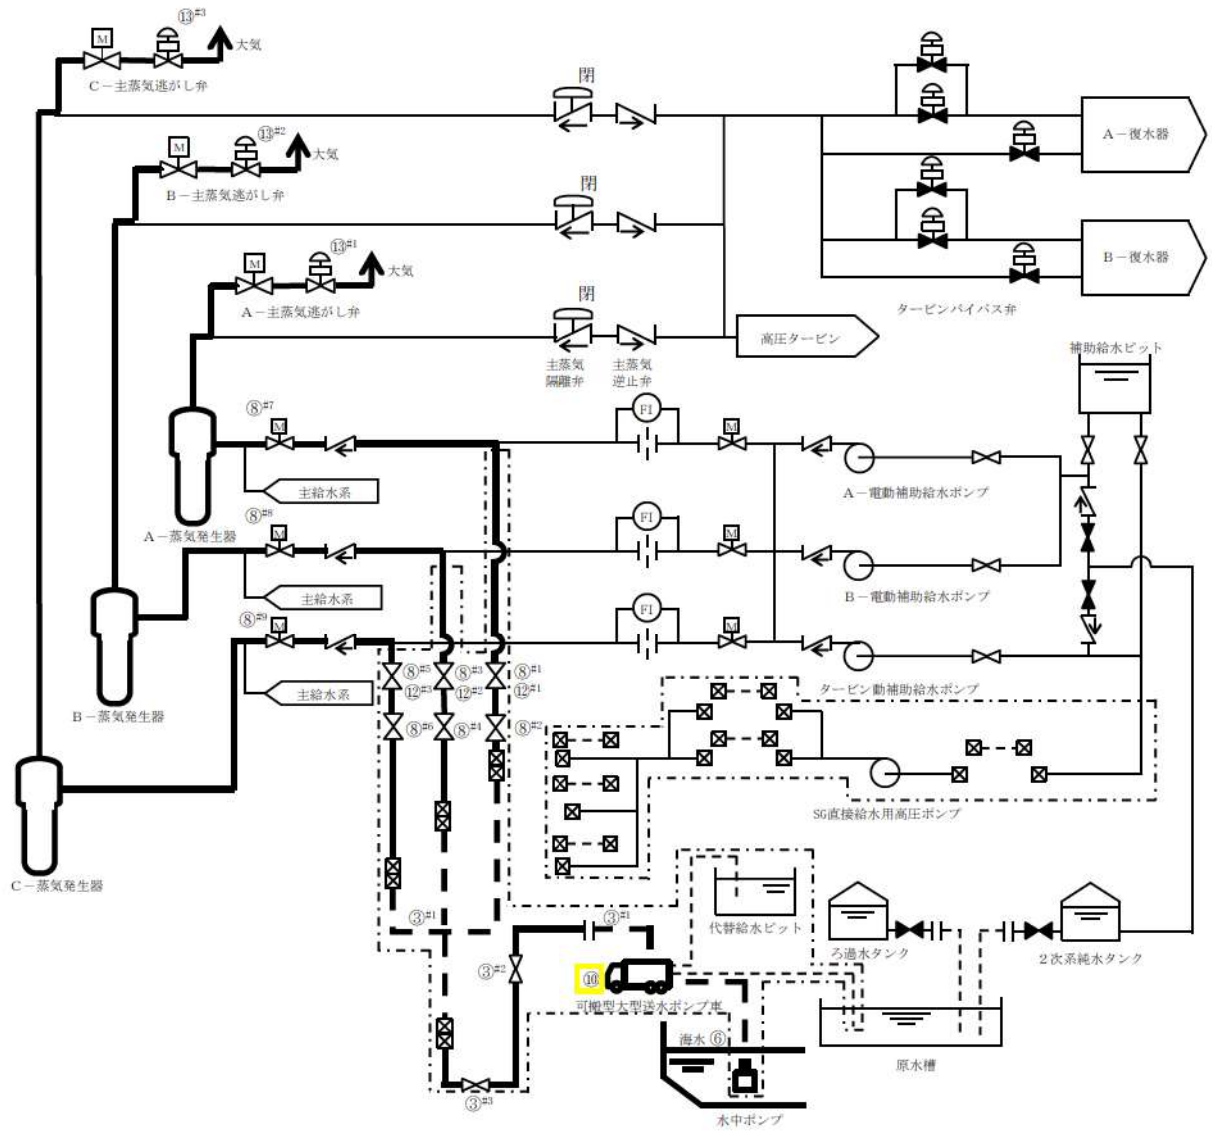 ⑬#3
M
大気
C－主蒸気逃がし弁
閉
⑬#2
M
大気
B－主蒸気逃がし弁
閉
A－復水器
⑬#1
M
大気
A－主蒸気逃がし弁
閉
B－復水器
タービンバイパス弁
高圧タービン
主蒸気
隔離弁
主蒸気
逆止弁
補助給水ピット
⑧#7
M
FI
M
主給水系
A－電動補助給水ポンプ
A－蒸気発生器
⑧#8
M
FI
M
主給水系
B－電動補助給水ポンプ
⑧#9
M
FI
M
主給水系
タービン動補助給水ポンプ
B－蒸気発生器
⑧#5
⑧#3
⑧#1
⑫#3
⑫#2
⑫#1
⑧#6
⑧#4
⑧#2
SG直接給水用高圧ポンプ
C－蒸気発生器
③#1
③#1
代替給水ピット
ろ過水タンク
2次系純水タンク
③#2
⑩
可搬型大型送水ポンプ車
海水⑥
原水槽
③#3
水中ポンプ